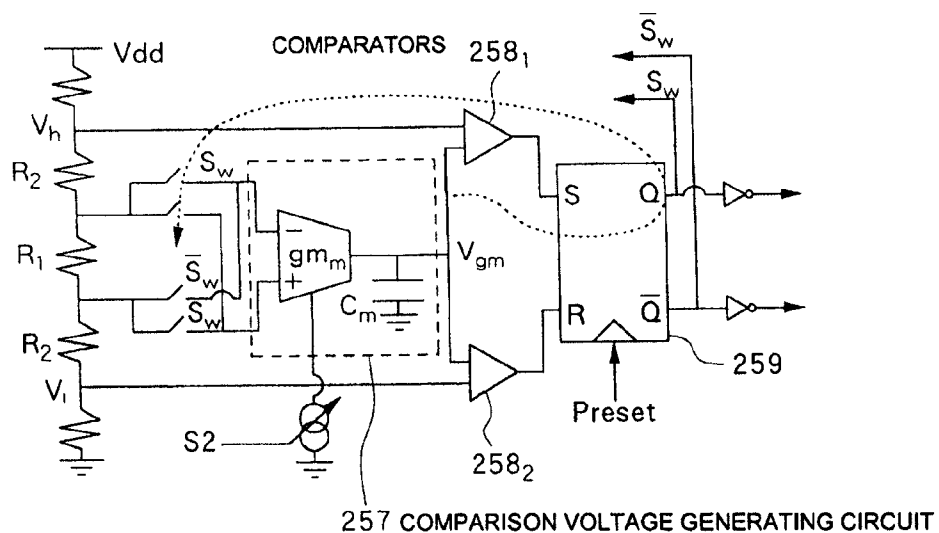 Vdd
COMPARATORS
258₁
S̅w
Sw
Vh
R₂
Sw
S
Q
−
gmm
R₁
S̅w
+
Vgm
Cm
Sw
R
Q̅
R₂
259
Vı
Preset
S2
258₂
257 COMPARISON VOLTAGE GENERATING CIRCUIT